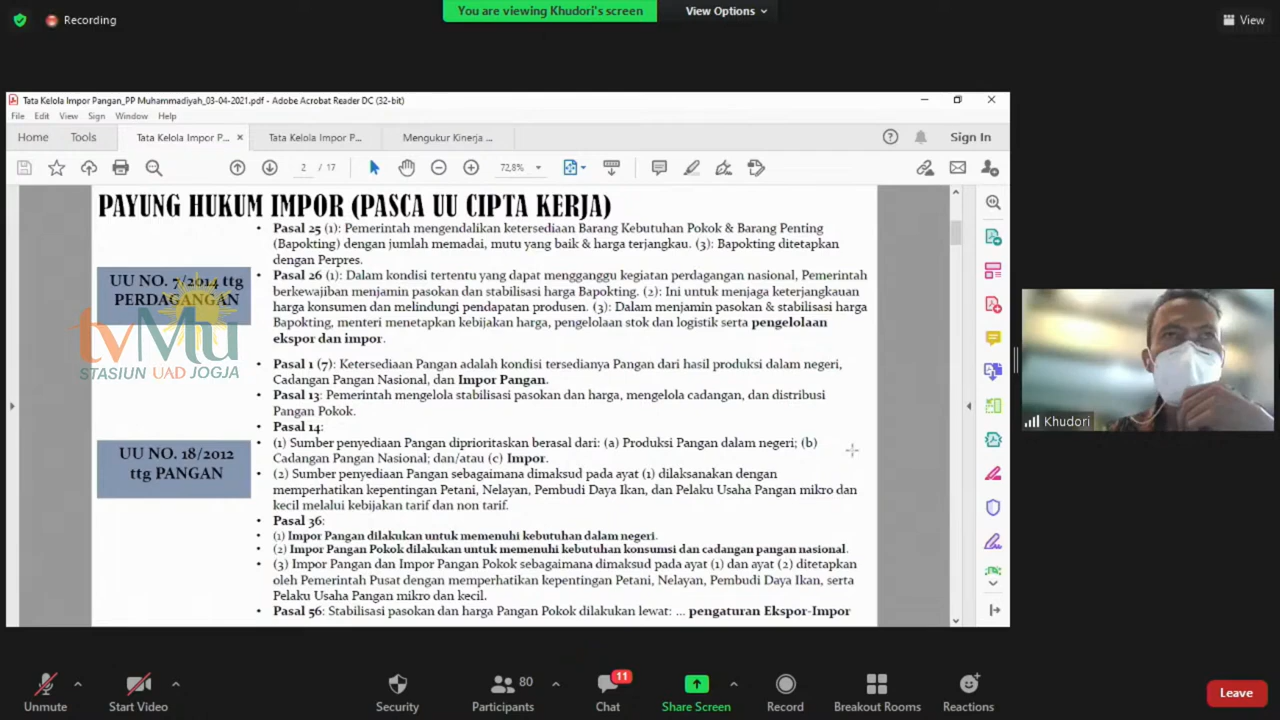 You are viewing Khudori's screen
View Options
Recording
View
Tata Kelola Impor Pangan_PP Muhammadiyah_03-04-2021.pdf - Adobe Acrobat Reader DC (32-bit)
File Edit View Sign Window Help
Home Tools Tata Kelola Impor P... Tata Kelola Impor P... Mengukur Kinerja ... Sign In
2 / 17 72,8%
PAYUNG HUKUM IMPOR (PASCA UU CIPTA KERJA)
UU NO. 7/2014 ttg
PERDAGANGAN
• Pasal 25 (1): Pemerintah mengendalikan ketersediaan Barang Kebutuhan Pokok & Barang Penting
(Bapokting) dengan jumlah memadai, mutu yang baik & harga terjangkau. (3): Bapokting ditetapkan
dengan Perpres.
• Pasal 26 (1): Dalam kondisi tertentu yang dapat mengganggu kegiatan perdagangan nasional, Pemerintah
berkewajiban menjamin pasokan dan stabilisasi harga Bapokting. (2): Ini untuk menjaga keterjangkauan
harga konsumen dan melindungi pendapatan produsen. (3): Dalam menjamin pasokan & stabilisasi harga
Bapokting, menteri menetapkan kebijakan harga, pengelolaan stok dan logistik serta pengelolaan
ekspor dan impor.
tvMu
STASIUN UAD JOGJA
UU NO. 18/2012
ttg PANGAN
• Pasal 1 (7): Ketersediaan Pangan adalah kondisi tersedianya Pangan dari hasil produksi dalam negeri,
Cadangan Pangan Nasional, dan Impor Pangan.
• Pasal 13: Pemerintah mengelola stabilisasi pasokan dan harga, mengelola cadangan, dan distribusi
Pangan Pokok.
• Pasal 14:
• (1) Sumber penyediaan Pangan diprioritaskan berasal dari: (a) Produksi Pangan dalam negeri; (b)
Cadangan Pangan Nasional; dan/atau (c) Impor.
• (2) Sumber penyediaan Pangan sebagaimana dimaksud pada ayat (1) dilaksanakan dengan
memperhatikan kepentingan Petani, Nelayan, Pembudi Daya Ikan, dan Pelaku Usaha Pangan mikro dan
kecil melalui kebijakan tarif dan non tarif.
• Pasal 36:
• (1) Impor Pangan dilakukan untuk memenuhi kebutuhan dalam negeri.
• (2) Impor Pangan Pokok dilakukan untuk memenuhi kebutuhan konsumsi dan cadangan pangan nasional.
• (3) Impor Pangan dan Impor Pangan Pokok sebagaimana dimaksud pada ayat (1) dan ayat (2) ditetapkan
oleh Pemerintah Pusat dengan memperhatikan kepentingan Petani, Nelayan, Pembudi Daya Ikan, serta
Pelaku Usaha Pangan mikro dan kecil.
• Pasal 56: Stabilisasi pasokan dan harga Pangan Pokok dilakukan lewat: ... pengaturan Ekspor-Impor
Khudori
Unmute Start Video Security Participants 80 Chat 11 Share Screen Record Breakout Rooms Reactions Leave